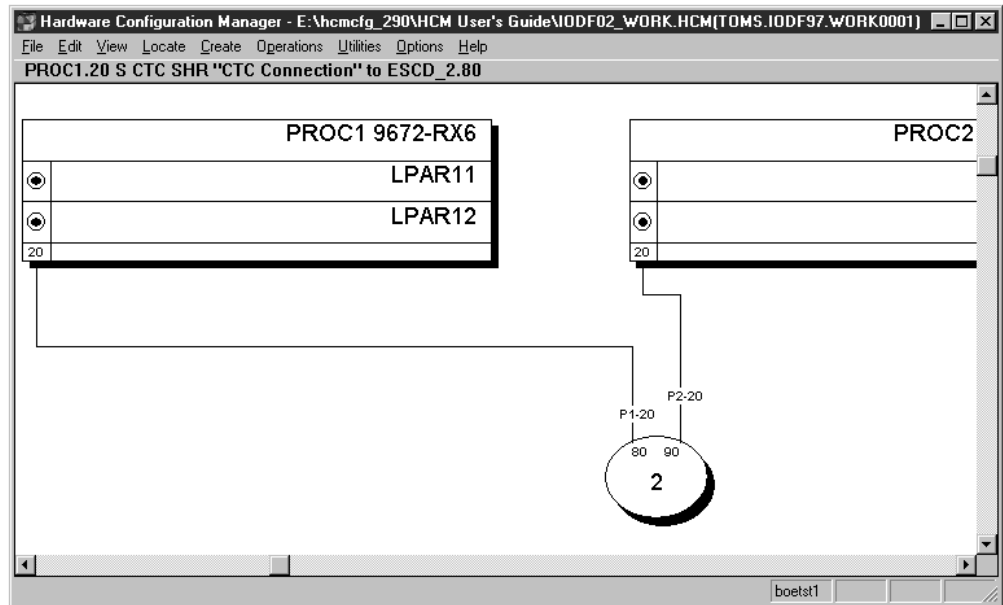 Hardware Configuration Manager - E:\hcmcfg_290\HCM User's Guide\IODF02_WORK.HCM(TOMS.IODF97.WORK0001)
File Edit View Locate Create Operations Utilities Options Help
PROC1.20 S CTC SHR "CTC Connection" to ESCD_2.80
PROC1 9672-RX6
PROC2
LPAR11
LPAR12
20
20
P2-20
P1-20
80 90
2
boetst1